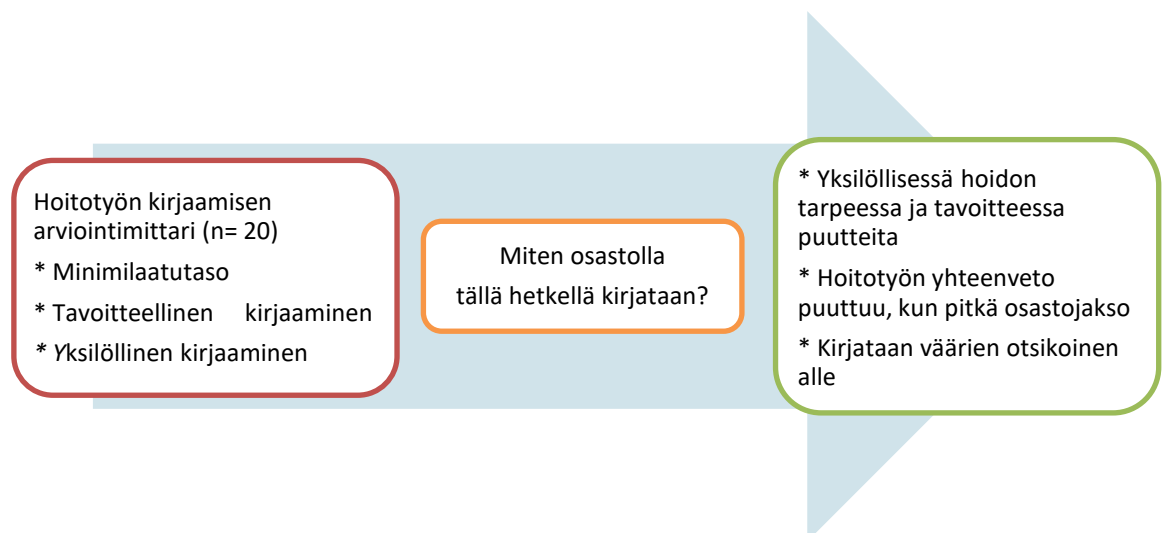 Hoitotyön kirjaamisen
arviointimittari (n= 20)
* Minimilaatutaso
* Tavoitteellinen kirjaaminen
* Yksilöllinen kirjaaminen
Miten osastolla
tällä hetkellä kirjataan?
* Yksilöllisessä hoidon
tarpeessa ja tavoitteessa
puutteita
* Hoitotyön yhteenveto
puuttuu, kun pitkä osastojakso
* Kirjataan väärien otsikoinen
alle